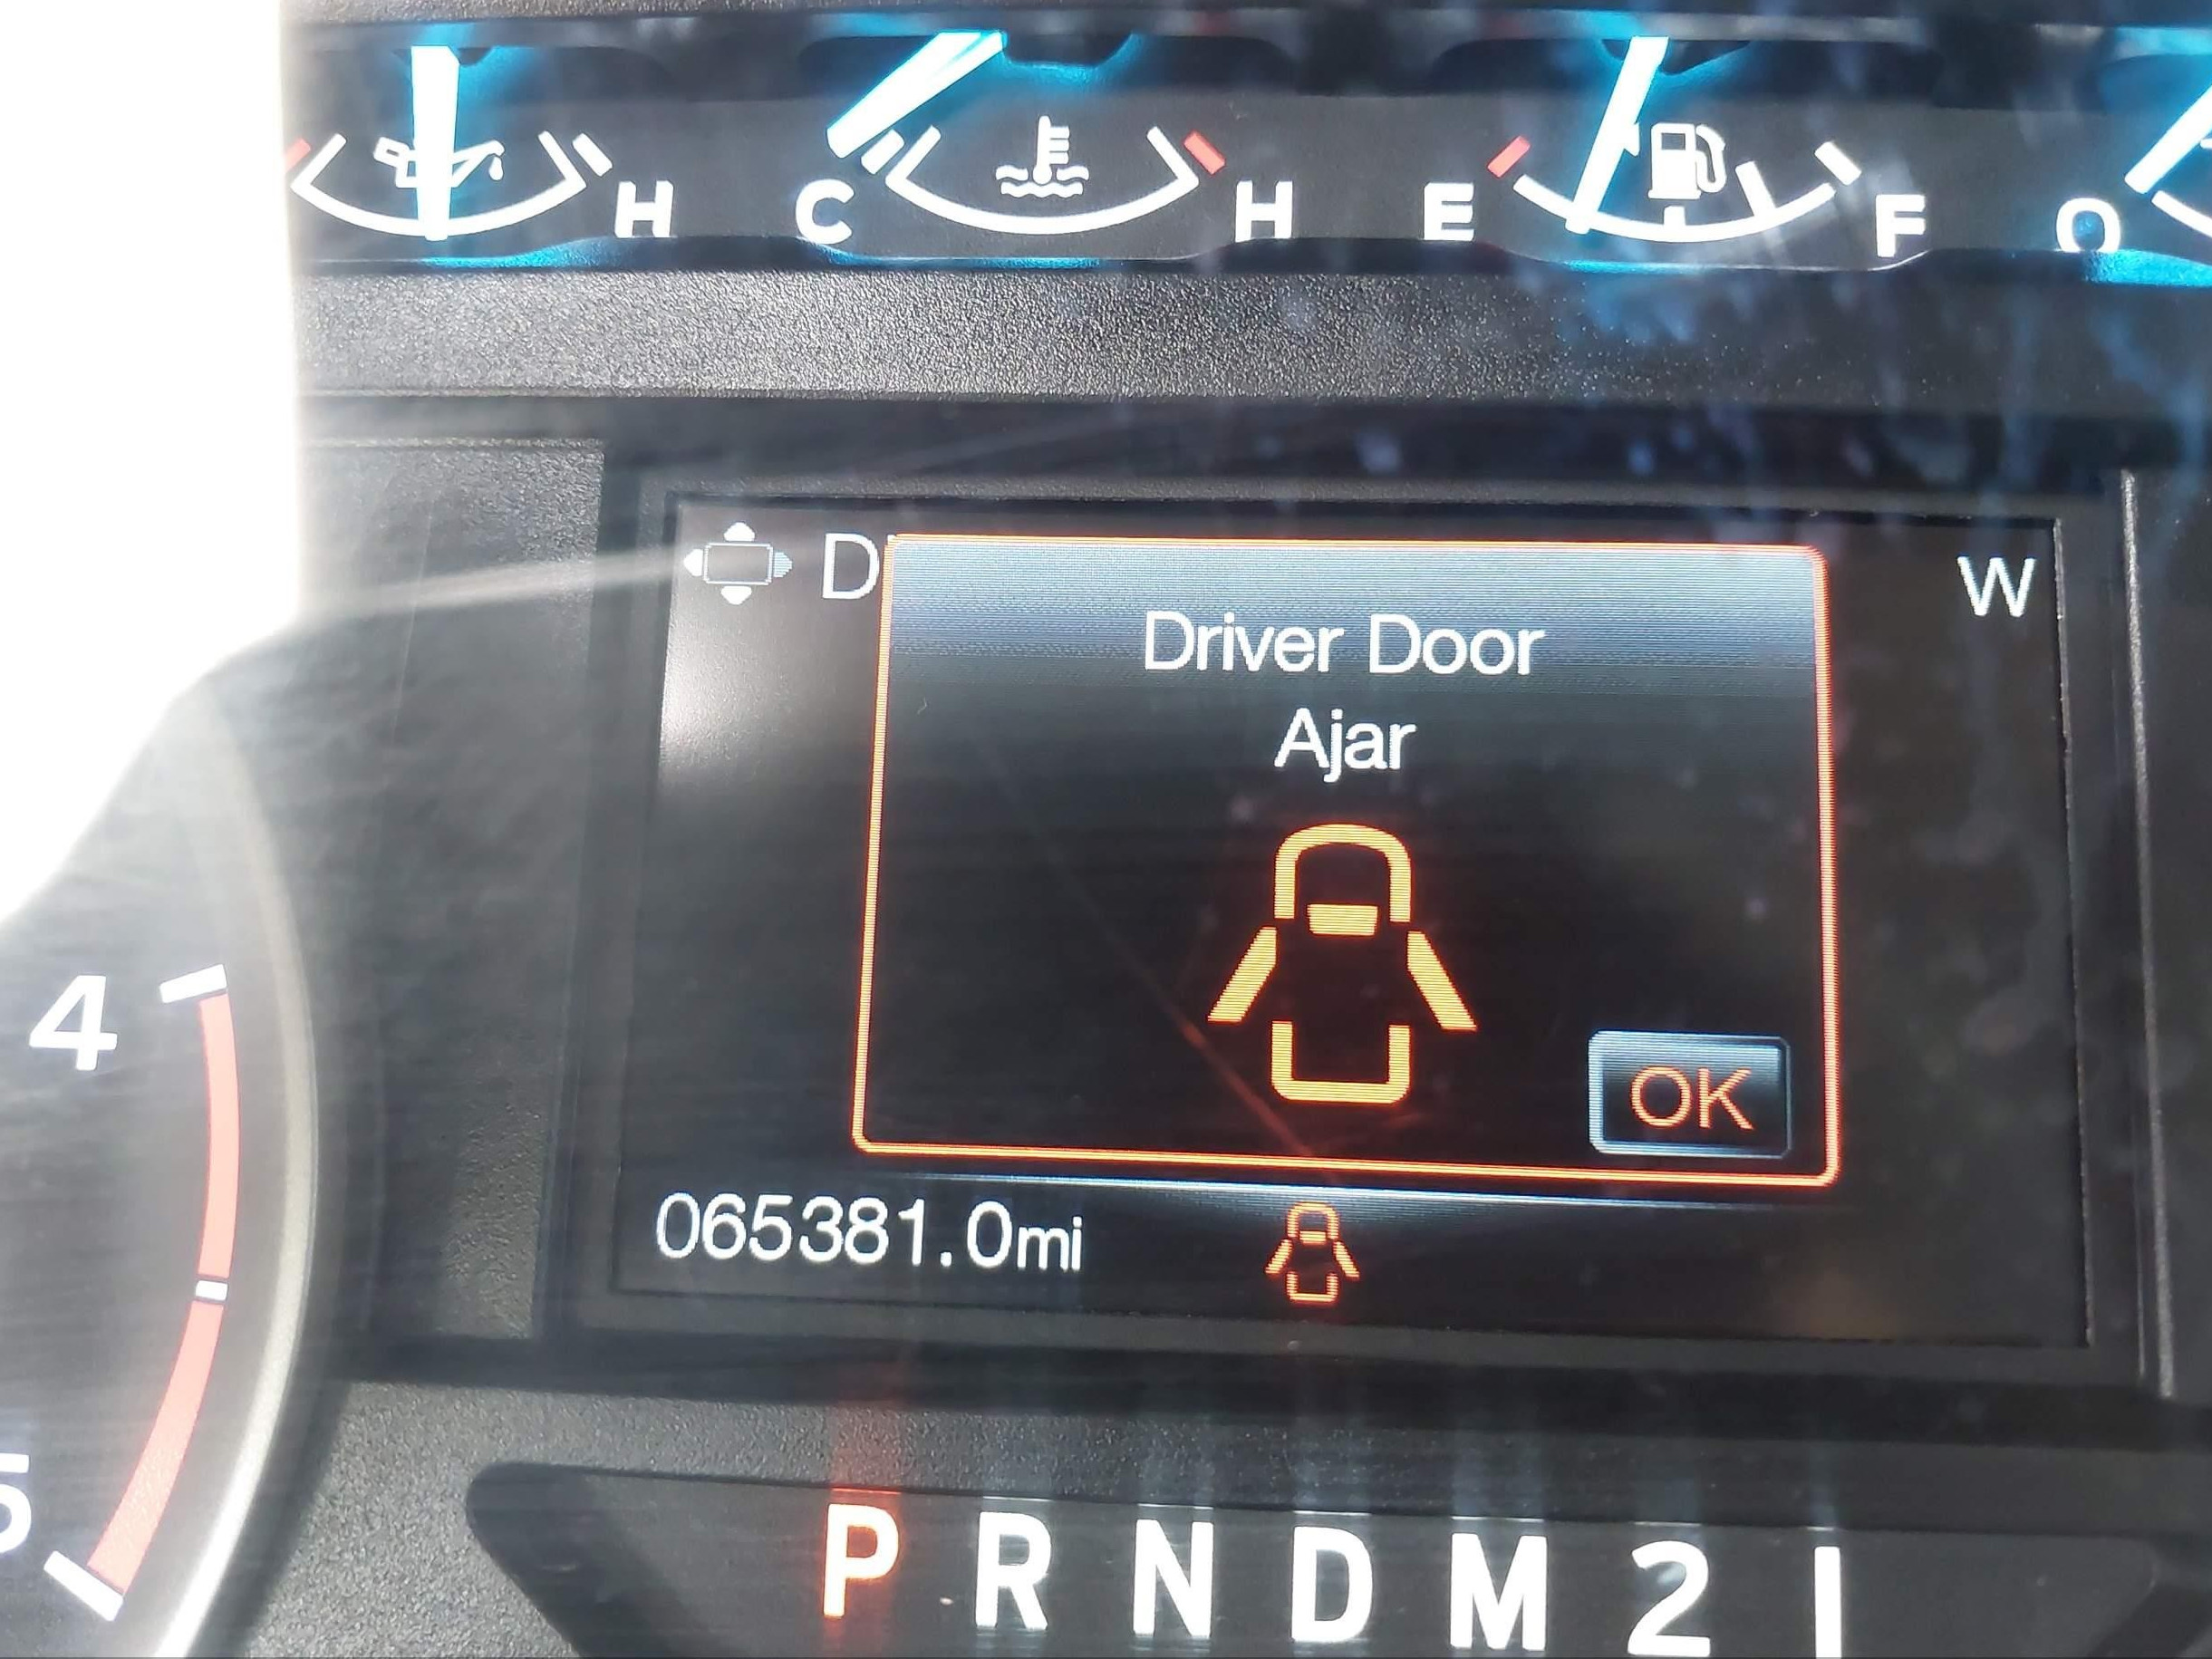 H C H E F O
D W
Driver Door
Ajar
OK
065381.0mi
4
5
P R N D M 2 1